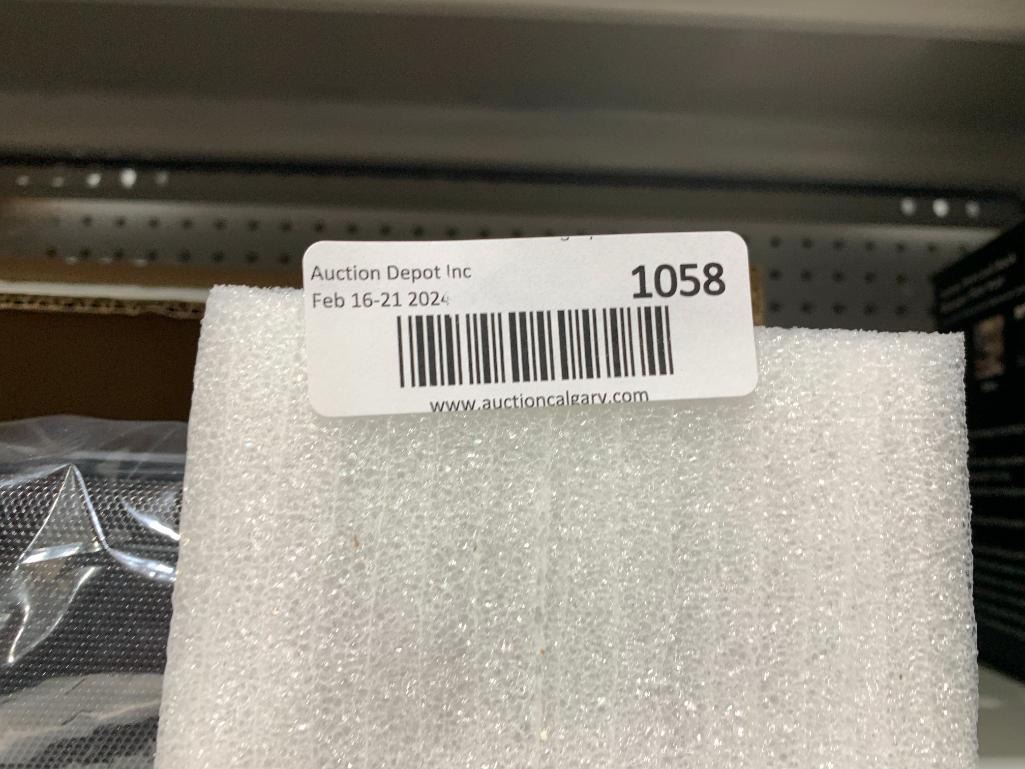 Auction Depot Inc
Feb 16-21 2024
1058
www.auctioncalgary.com